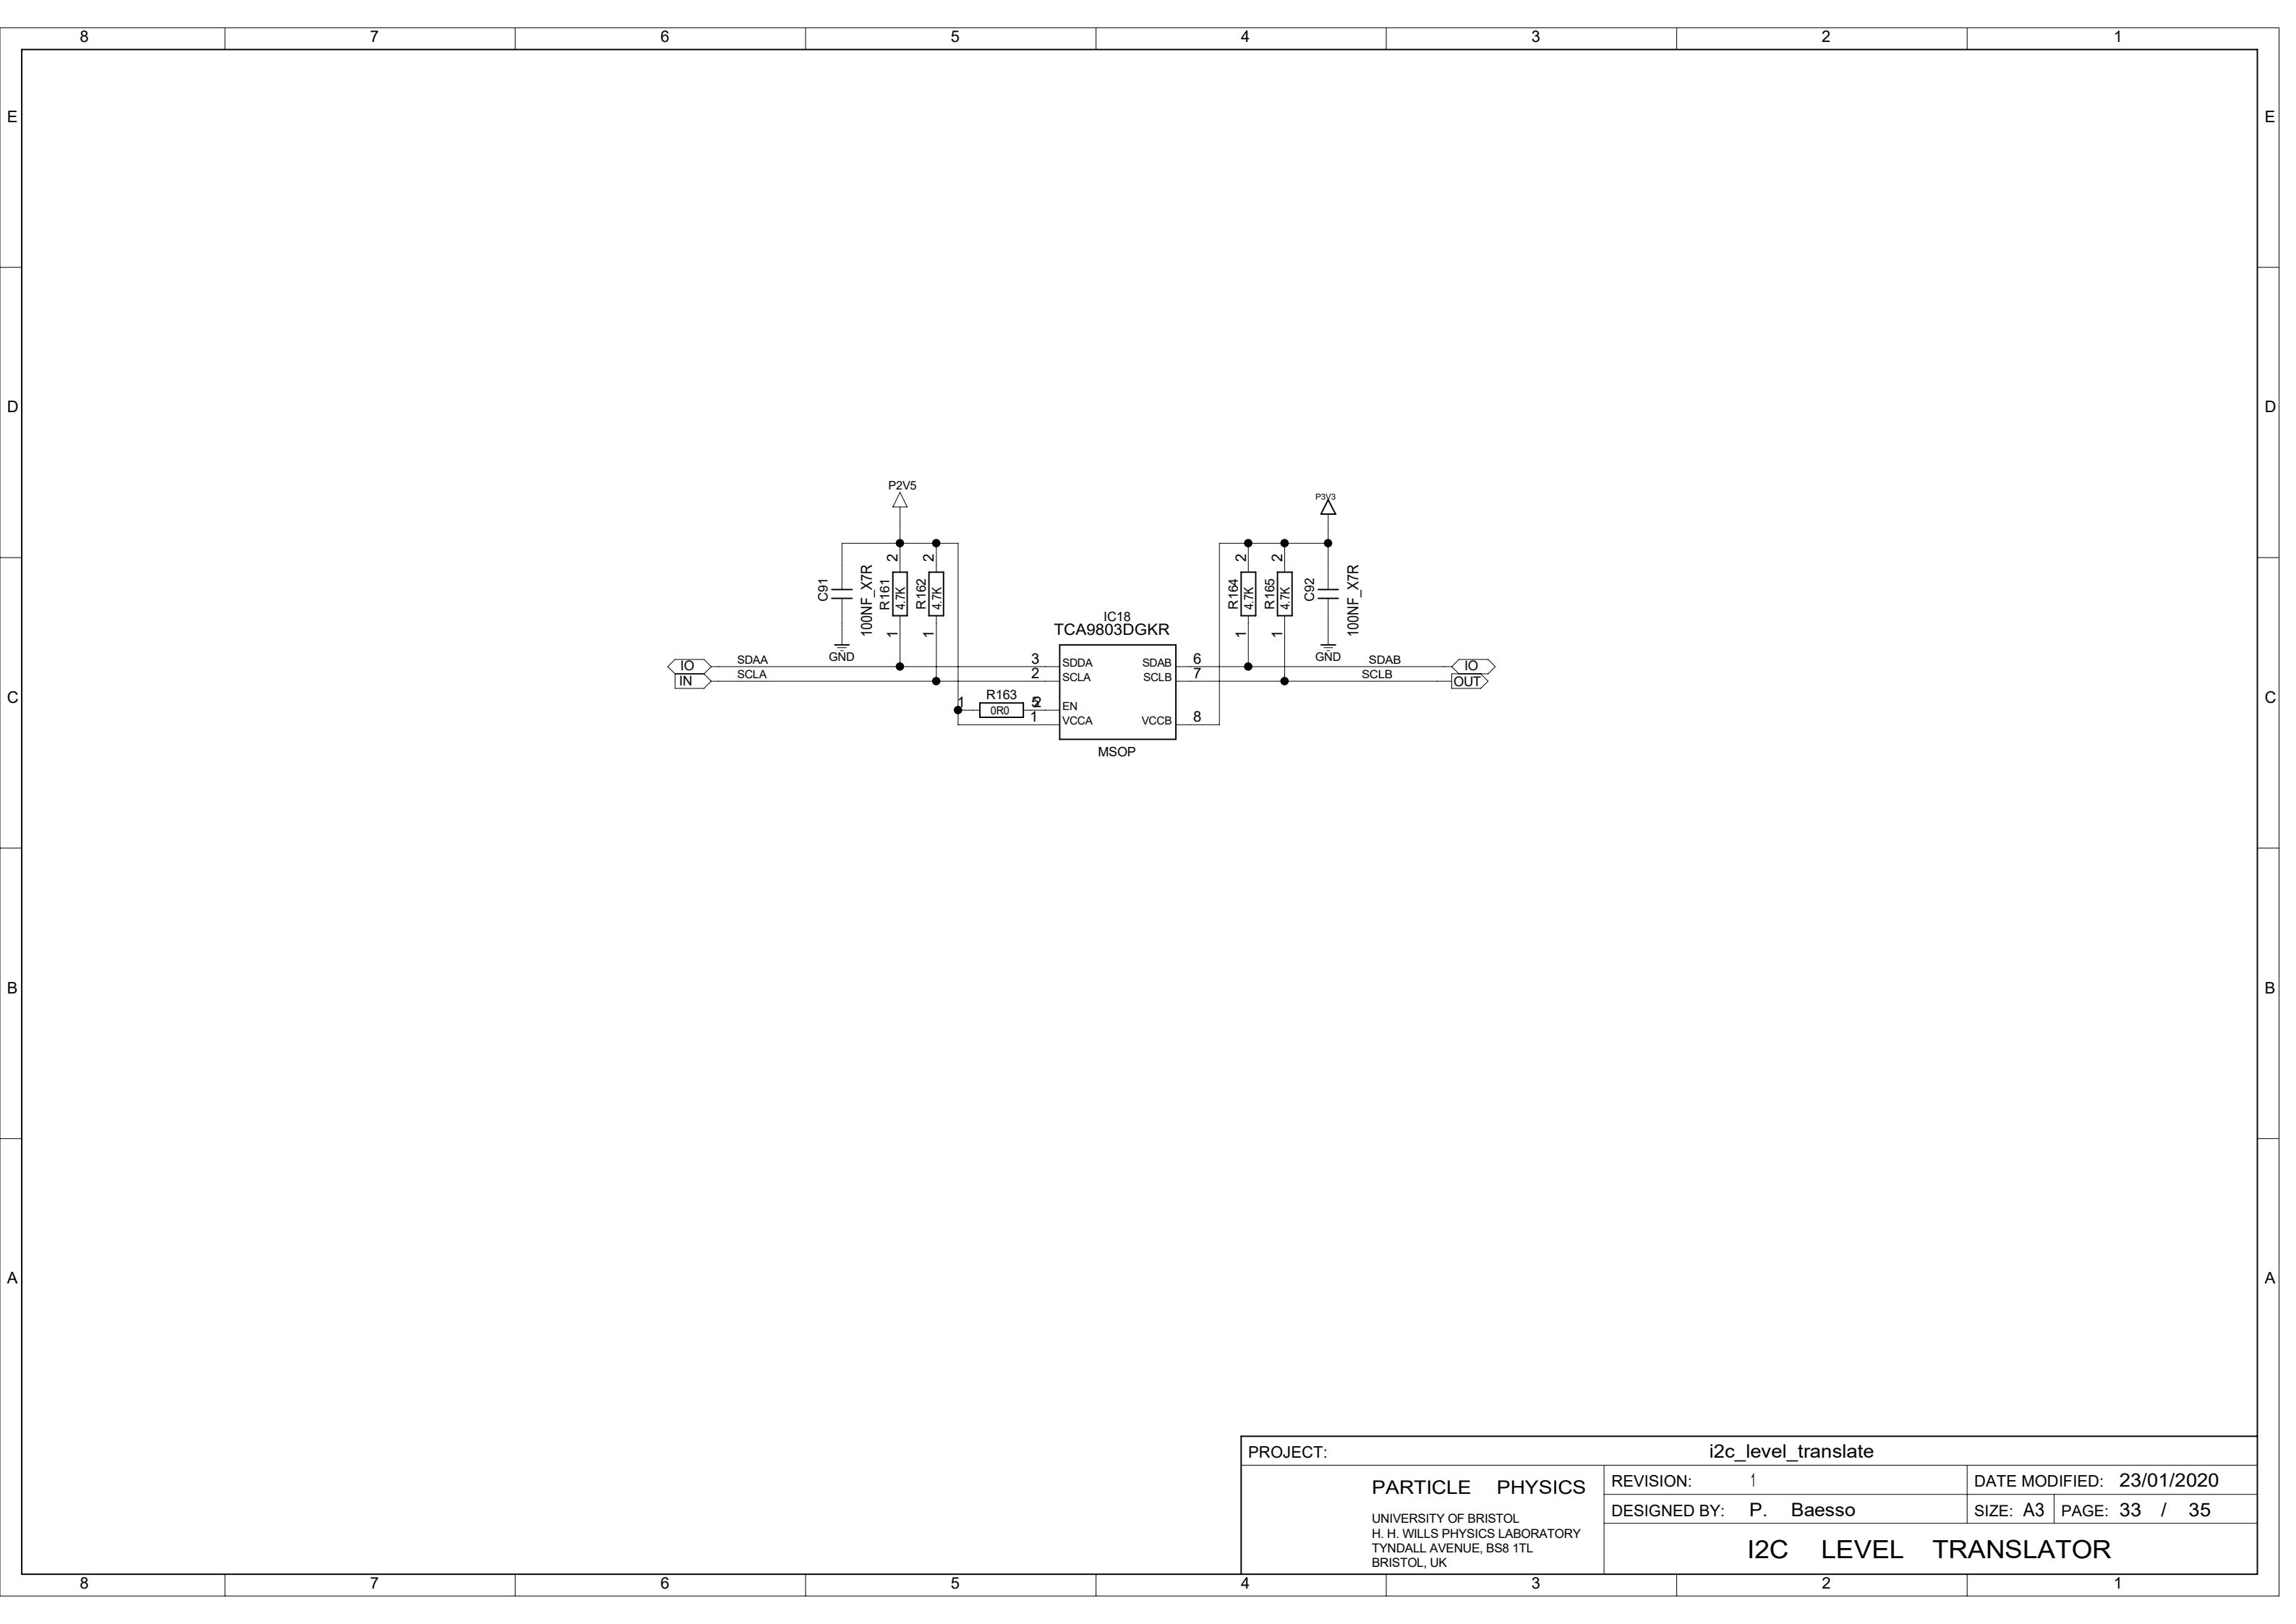 8 7 6 5 4 3 2 1
E E
D D
C C
B B
A A
P2V5
P3V3
C91
100NF_X7R
R161
4.7K
2
1
R162
4.7K
2
1
GND
R164
4.7K
2
1
R165
4.7K
2
1
C92
100NF_X7R
GND
IC18
TCA9803DGKR
IO SDAA 3 SDDA SDAB 6 SDAB IO
IN SCLA 2 SCLA SCLB 7 SCLB OUT
R163
1 0R0 2 5 EN
1 VCCA VCCB 8
MSOP
PROJECT: i2c_level_translate
PARTICLE PHYSICS
UNIVERSITY OF BRISTOL
H. H. WILLS PHYSICS LABORATORY
TYNDALL AVENUE, BS8 1TL
BRISTOL, UK
REVISION: 1 DATE MODIFIED: 23/01/2020
DESIGNED BY: P. Baesso SIZE: A3 PAGE: 33 / 35
I2C LEVEL TRANSLATOR
8 7 6 5 4 3 2 1